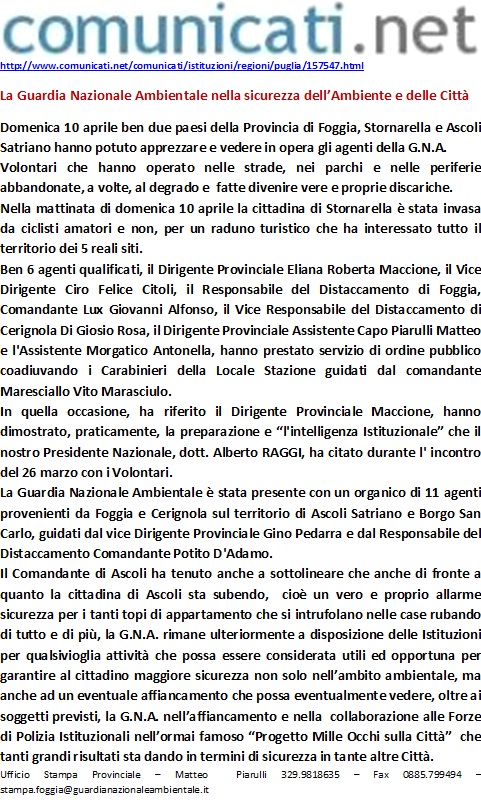 comunicati.net
http://www.comunicati.net/comunicati/istituzioni/regioni/puglia/157547.html
La Guardia Nazionale Ambientale nella sicurezza dell'Ambiente e delle Città
Domenica 10 aprile ben due paesi della Provincia di Foggia, Stornarella e Ascoli
Satriano hanno potuto apprezzare e vedere in opera gli agenti della G.N.A.
Volontari che hanno operato nelle strade, nei parchi e nelle periferie
abbandonate, a volte, al degrado e fatte divenire vere e proprie discariche.
Nella mattinata di domenica 10 aprile la cittadina di Stornarella è stata invasa
da ciclisti amatori e non, per un raduno turistico che ha interessato tutto il
territorio dei 5 reali siti.
Ben 6 agenti qualificati, il Dirigente Provinciale Eliana Roberta Maccione, il Vice
Dirigente Ciro Felice Citoli, il Responsabile del Distaccamento di Foggia,
Comandante Lux Giovanni Alfonso, il Vice Responsabile del Distaccamento di
Cerignola Di Giosio Rosa, il Dirigente Provinciale Assistente Capo Piarulli Matteo
e l'Assistente Morgatico Antonella, hanno prestato servizio di ordine pubblico
coadiuvando i Carabinieri della Locale Stazione guidati dal comandante
Maresciallo Vito Marasciulo.
In quella occasione, ha riferito il Dirigente Provinciale Maccione, hanno
dimostrato, praticamente, la preparazione e “l'intelligenza Istituzionale” che il
nostro Presidente Nazionale, dott. Alberto RAGGI, ha citato durante l' incontro
del 26 marzo con i Volontari.
La Guardia Nazionale Ambientale è stata presente con un organico di 11 agenti
provenienti da Foggia e Cerignola sul territorio di Ascoli Satriano e Borgo San
Carlo, guidati dal vice Dirigente Provinciale Gino Pedarra e dal Responsabile del
Distaccamento Comandante Potito D'Adamo.
Il Comandante di Ascoli ha tenuto anche a sottolineare che anche di fronte a
quanto la cittadina di Ascoli sta subendo, cioè un vero e proprio allarme
sicurezza per i tanti topi di appartamento che si intrufolano nelle case rubando
di tutto e di più, la G.N.A. rimane ulteriormente a disposizione delle Istituzioni
per qualsivioglia attività che possa essere considerata utili ed opportuna per
garantire al cittadino maggiore sicurezza non solo nell'ambito ambientale, ma
anche ad un eventuale affiancamento che possa eventualmente vedere, oltre ai
soggetti previsti, la G.N.A. nell'affiancamento e nella collaborazione alle Forze
di Polizia Istituzionali nell'ormai famoso “Progetto Mille Occhi sulla Città” che
tanti grandi risultati sta dando in termini di sicurezza in tante altre Città.
Ufficio Stampa Provinciale – Matteo Piarulli 329.9818635 – Fax 0885.799494 –
stampa.foggia@guardianazionaleambientale.it